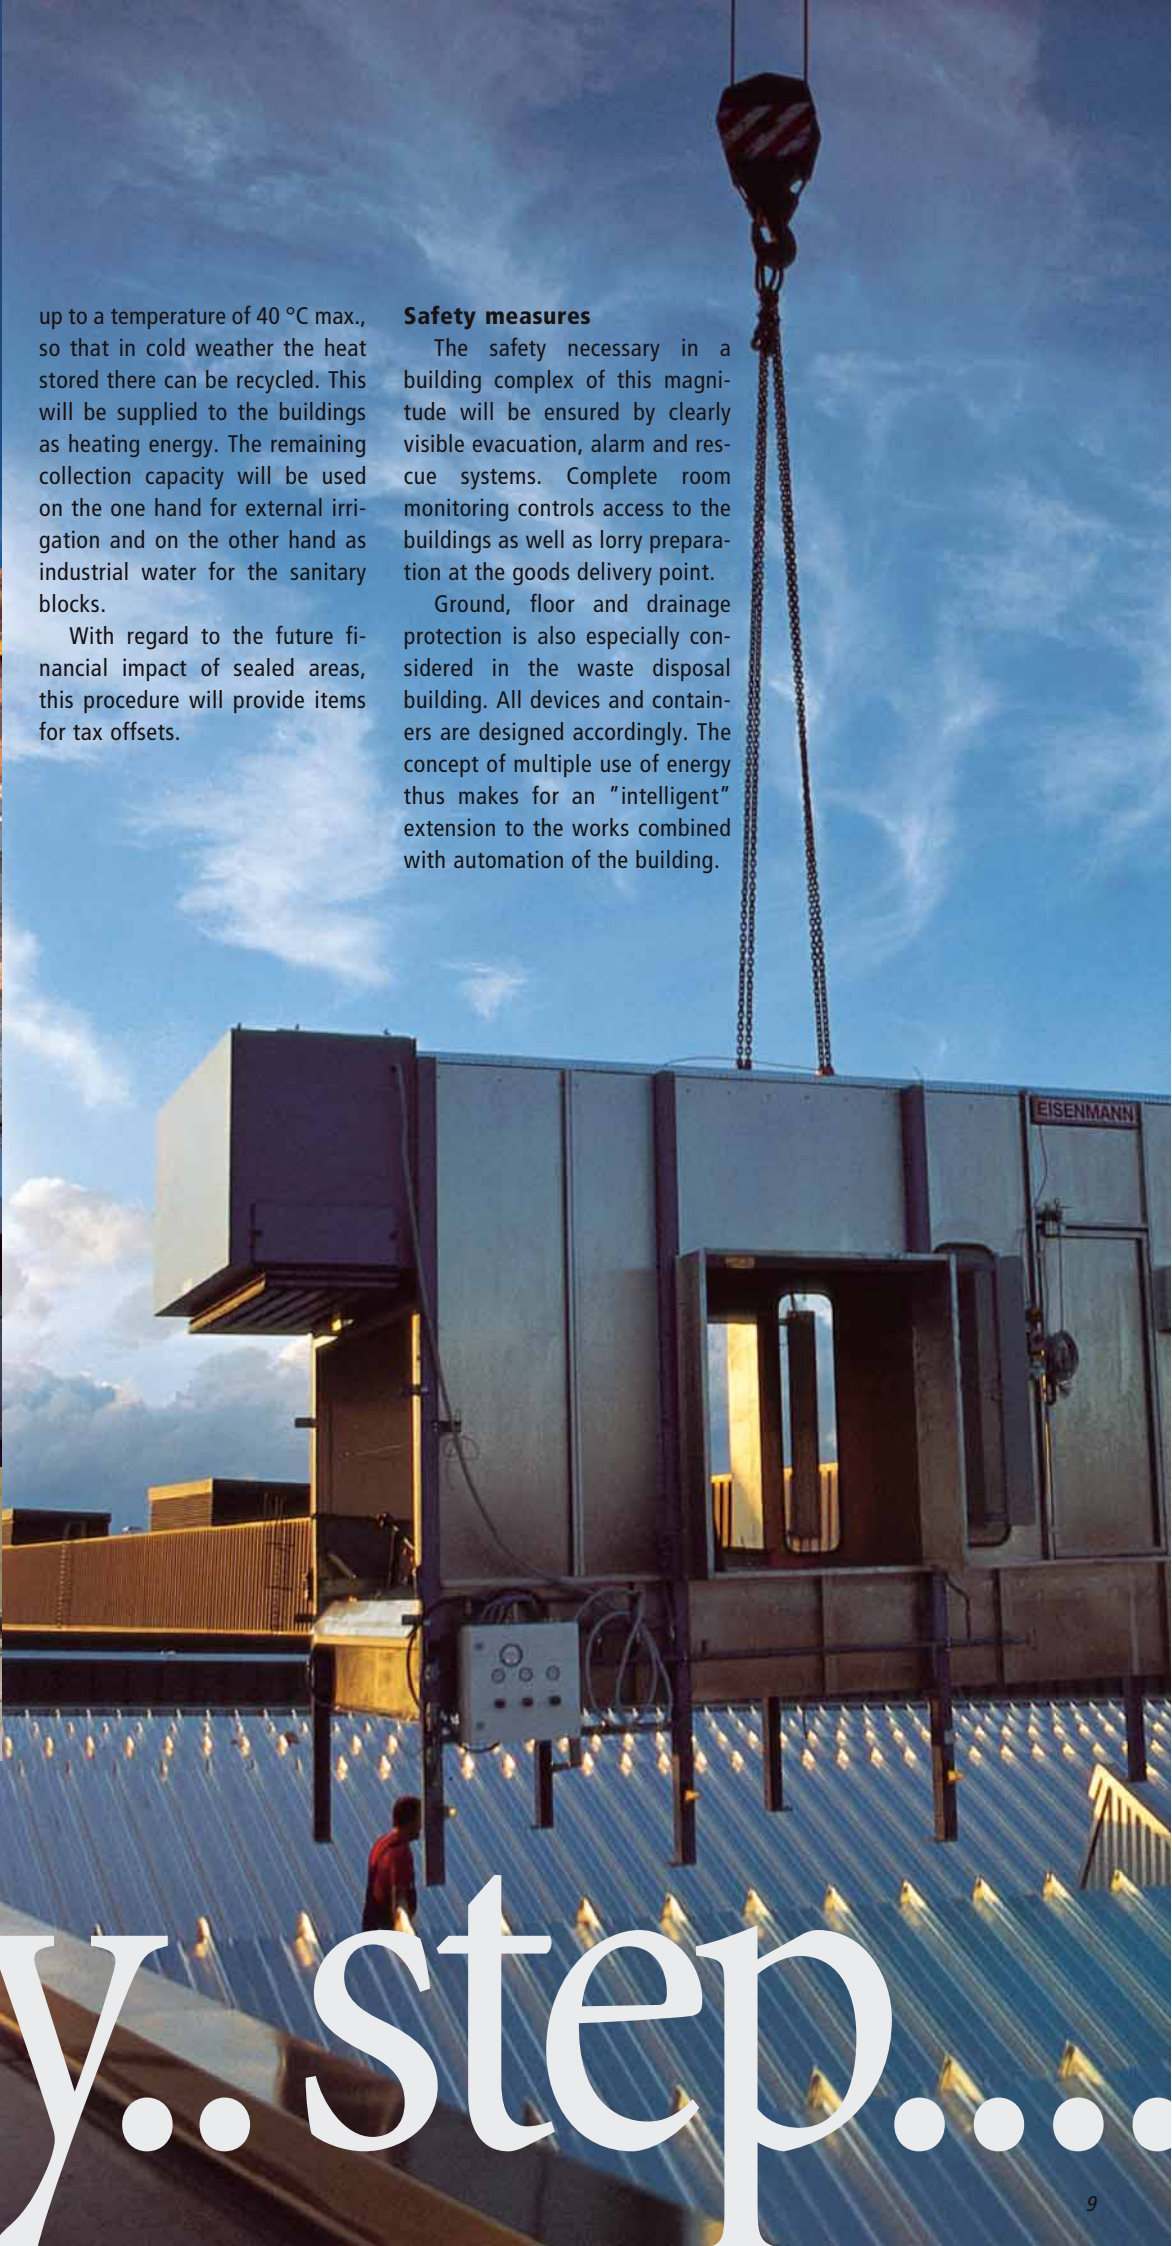 up to a temperature of 40 °C max.,
so that in cold weather the heat
stored there can be recycled. This
will be supplied to the buildings
as heating energy. The remaining
collection capacity will be used
on the one hand for external irri-
gation and on the other hand as
industrial water for the sanitary
blocks.
With regard to the future fi-
nancial impact of sealed areas,
this procedure will provide items
for tax offsets.
Safety measures
The safety necessary in a
building complex of this magni-
tude will be ensured by clearly
visible evacuation, alarm and res-
cue systems. Complete room
monitoring controls access to the
buildings as well as lorry prepara-
tion at the goods delivery point.
Ground, floor and drainage
protection is also especially con-
sidered in the waste disposal
building. All devices and contain-
ers are designed accordingly. The
concept of multiple use of energy
thus makes for an ″intelligent″
extension to the works combined
with automation of the building.
EISENMANN
y.. step....
9